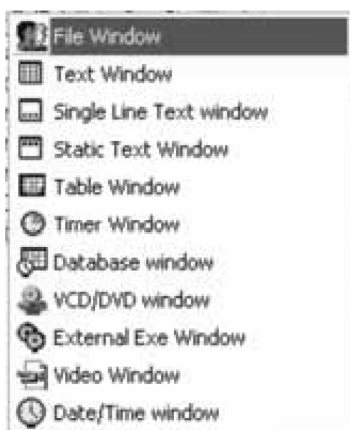 File Window
Text Window
Single Line Text window
Static Text Window
Table Window
Timer Window
Database window
VCD/DVD window
External Exe Window
Video Window
Date/Time window